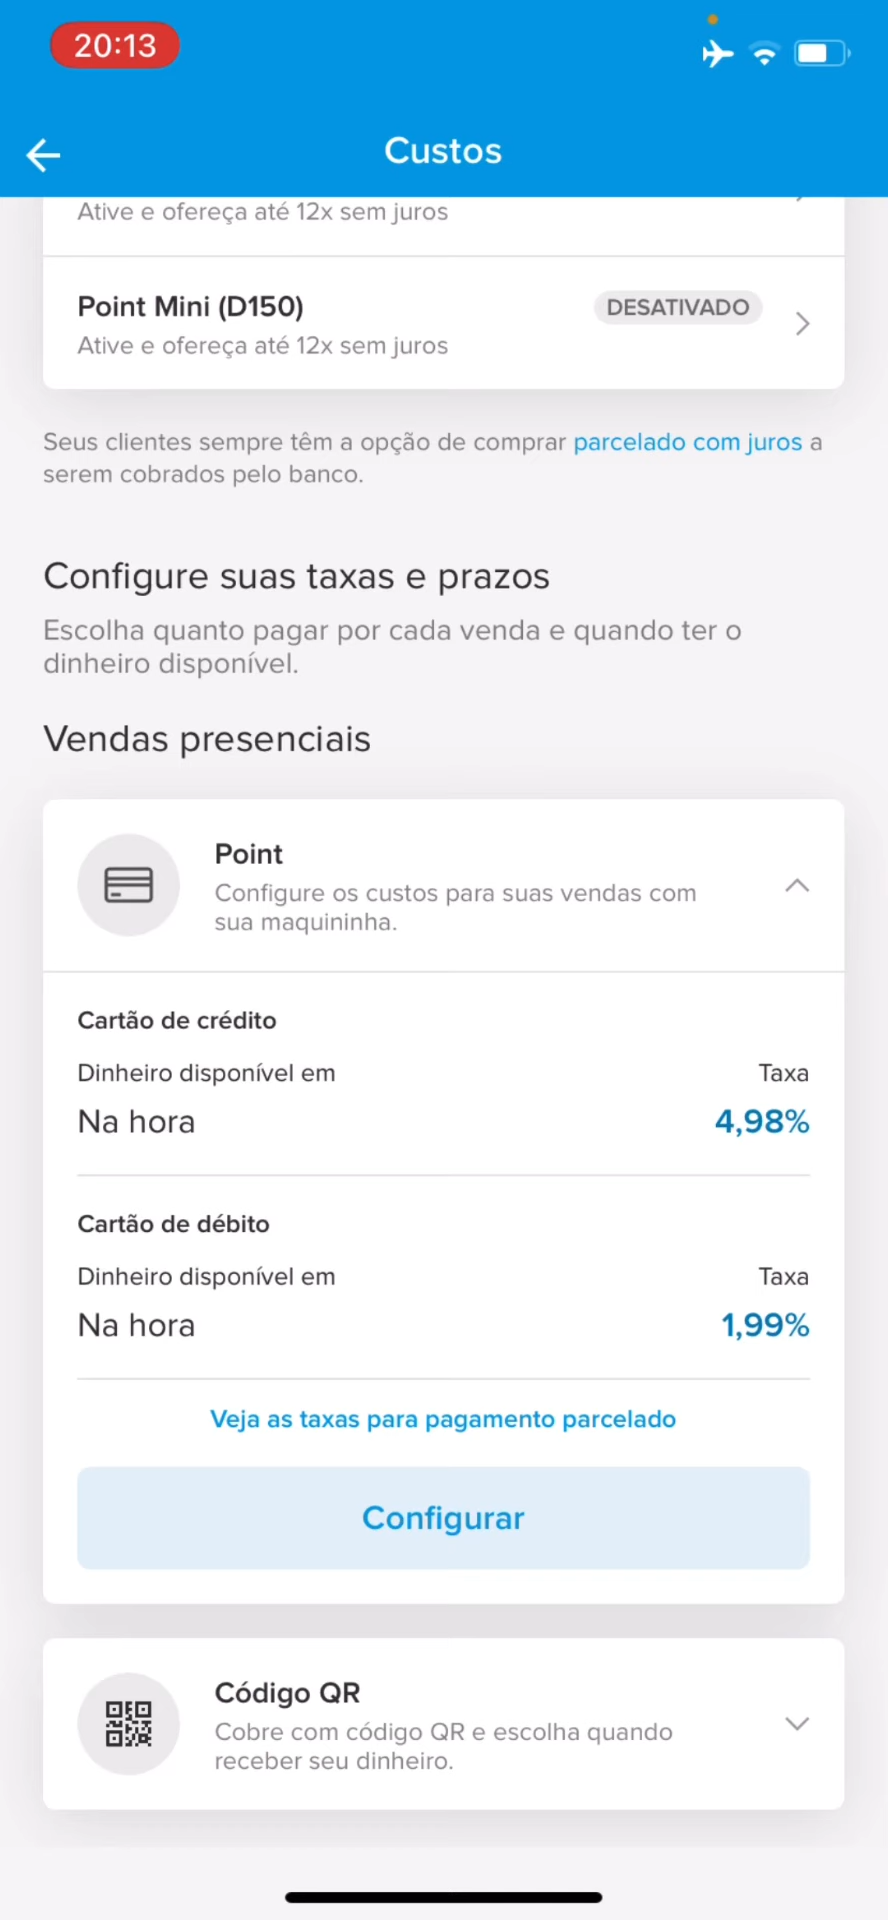 20:13
Custos
Ative e ofereça até 12x sem juros
Point Mini (D150)
DESATIVADO
Ative e ofereça até 12x sem juros
Seus clientes sempre têm a opção de comprar parcelado com juros a
serem cobrados pelo banco.
Configure suas taxas e prazos
Escolha quanto pagar por cada venda e quando ter o
dinheiro disponível.
Vendas presenciais
Point
Configure os custos para suas vendas com
sua maquininha.
Cartão de crédito
Dinheiro disponível em Taxa
Na hora 4,98%
Cartão de débito
Dinheiro disponível em Taxa
Na hora 1,99%
Veja as taxas para pagamento parcelado
Configurar
Código QR
Cobre com código QR e escolha quando
receber seu dinheiro.